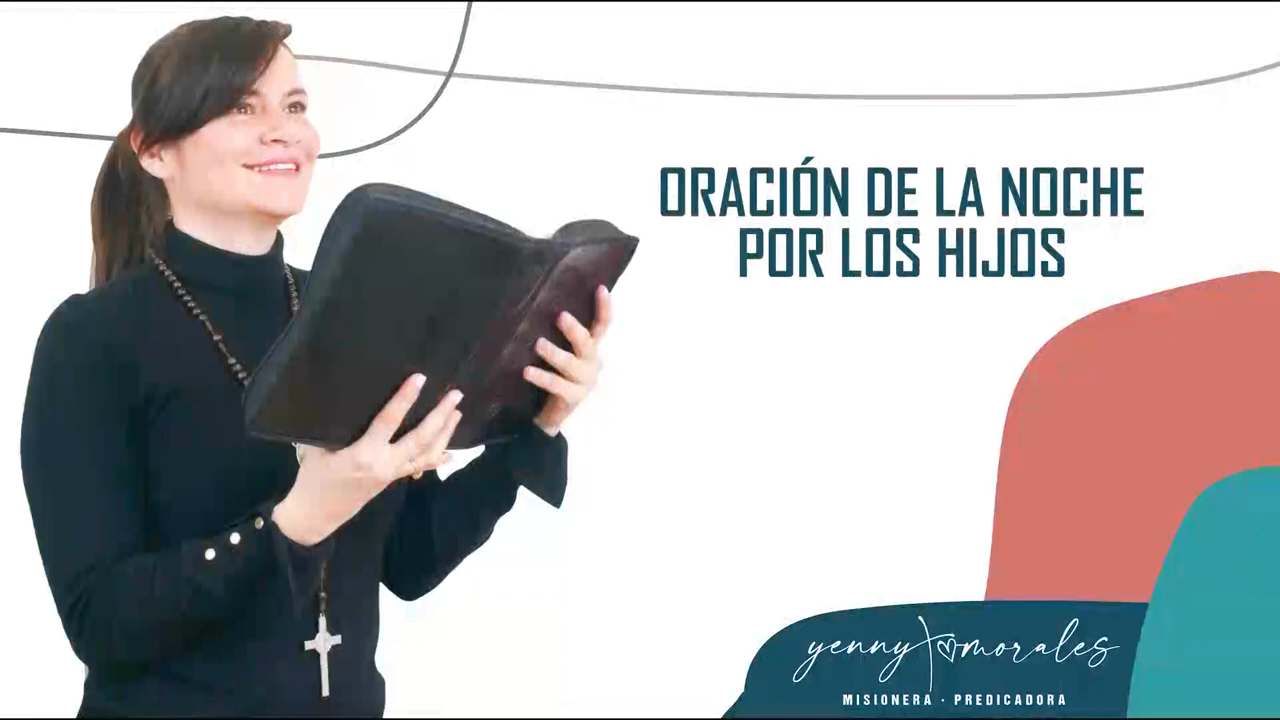 ORACIÓN DE LA NOCHE
POR LOS HIJOS
yenny morales
MISIONERA · PREDICADORA